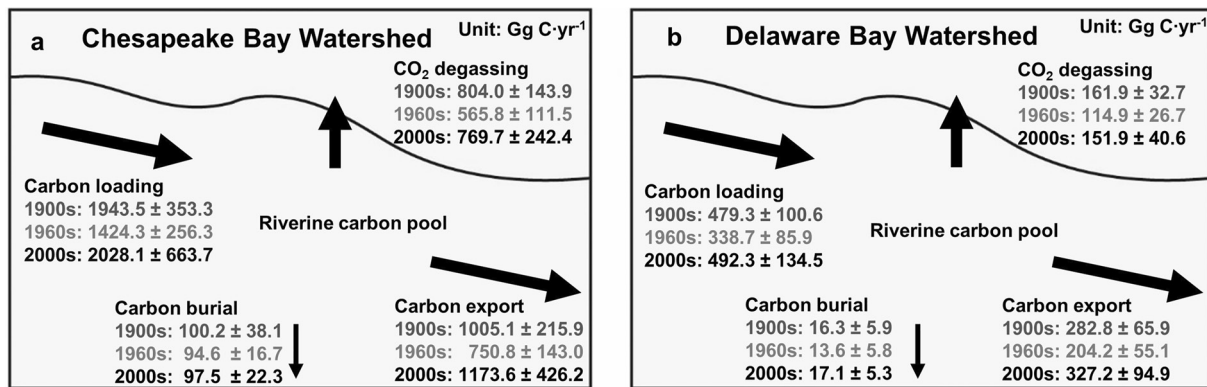 a Chesapeake Bay Watershed Unit: Gg C·yr⁻¹
CO₂ degassing
1900s: 804.0 ± 143.9
1960s: 565.8 ± 111.5
2000s: 769.7 ± 242.4
Carbon loading
1900s: 1943.5 ± 353.3
1960s: 1424.3 ± 256.3
2000s: 2028.1 ± 663.7
Riverine carbon pool
Carbon burial
1900s: 100.2 ± 38.1
1960s: 94.6 ± 16.7
2000s: 97.5 ± 22.3
Carbon export
1900s: 1005.1 ± 215.9
1960s: 750.8 ± 143.0
2000s: 1173.6 ± 426.2
b Delaware Bay Watershed Unit: Gg C·yr⁻¹
CO₂ degassing
1900s: 161.9 ± 32.7
1960s: 114.9 ± 26.7
2000s: 151.9 ± 40.6
Carbon loading
1900s: 479.3 ± 100.6
1960s: 338.7 ± 85.9
2000s: 492.3 ± 134.5
Riverine carbon pool
Carbon burial
1900s: 16.3 ± 5.9
1960s: 13.6 ± 5.8
2000s: 17.1 ± 5.3
Carbon export
1900s: 282.8 ± 65.9
1960s: 204.2 ± 55.1
2000s: 327.2 ± 94.9